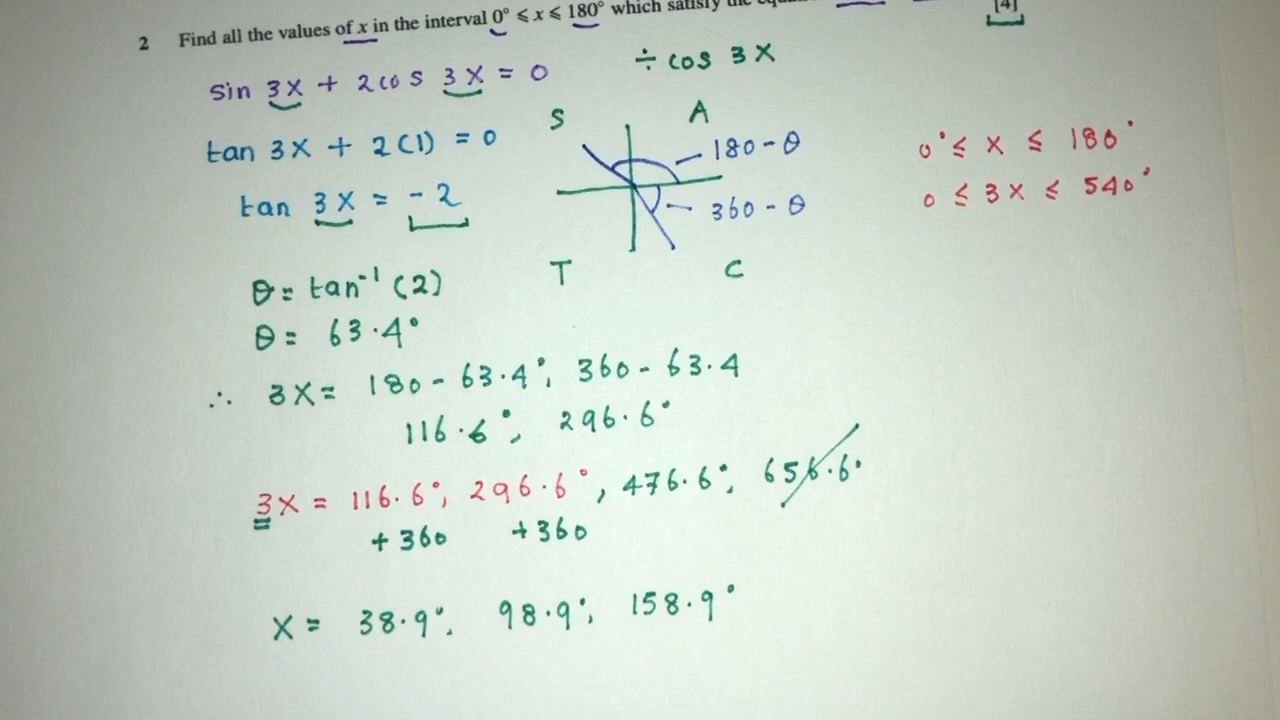 2 Find all the values of x in the interval 0° ⩽ x ⩽ 180° which satisfy the
[4]
sin 3x + 2cos 3x = 0
÷ cos 3x
tan 3x + 2(1) = 0
tan 3x = -2
S A
180 - θ
360 - θ
T C
0° ≤ x ≤ 180°
0 ≤ 3x ≤ 540°
θ = tan⁻¹ (2)
θ = 63.4°
∴ 3x = 180 - 63.4°, 360 - 63.4
116.6°, 296.6°
3x = 116.6°, 296.6°, 476.6°, 656.6°
+360 +360
x = 38.9°, 98.9°, 158.9°